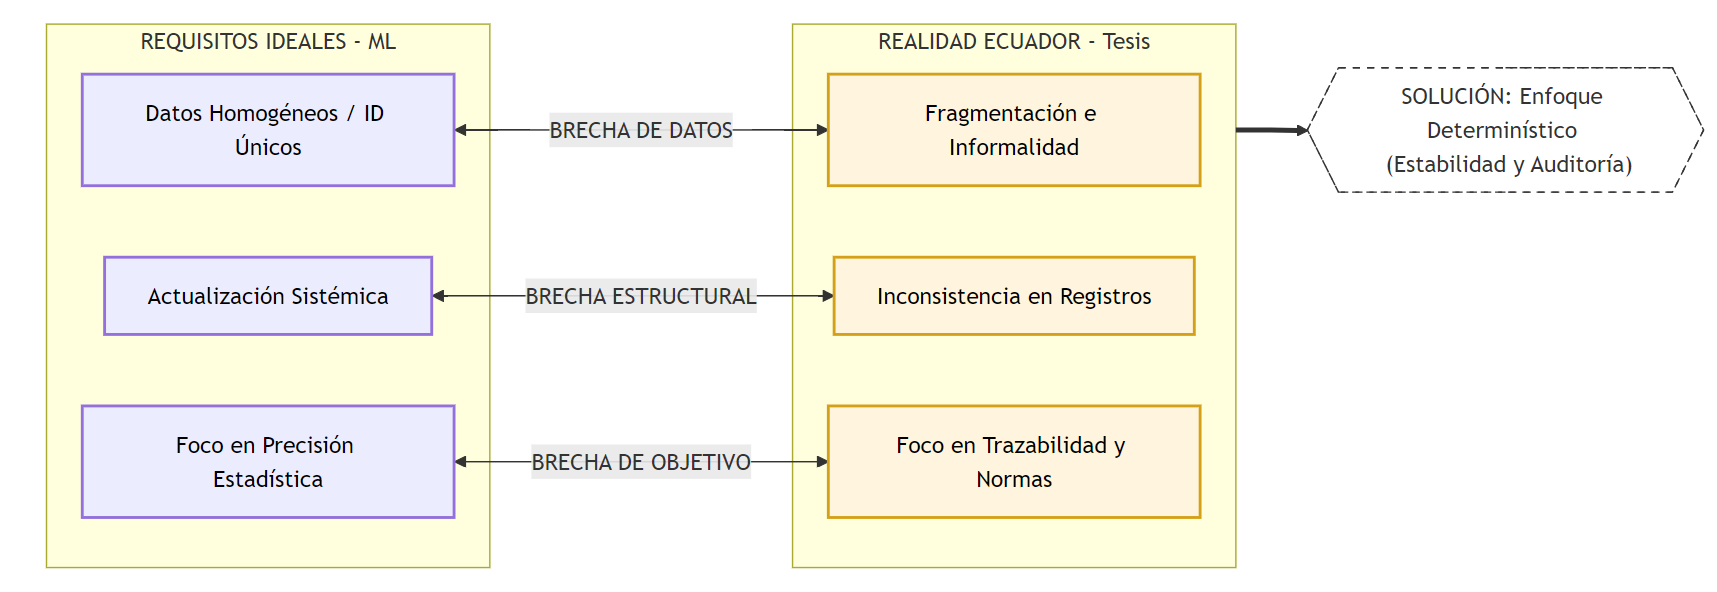 REQUISITOS IDEALES - ML
Datos Homogéneos / ID
Únicos
Actualización Sistémica
Foco en Precisión
Estadística
BRECHA DE DATOS
BRECHA ESTRUCTURAL
BRECHA DE OBJETIVO
REALIDAD ECUADOR - Tesis
Fragmentación e
Informalidad
Inconsistencia en Registros
Foco en Trazabilidad y
Normas
SOLUCIÓN: Enfoque
Determinístico
(Estabilidad y Auditoría)